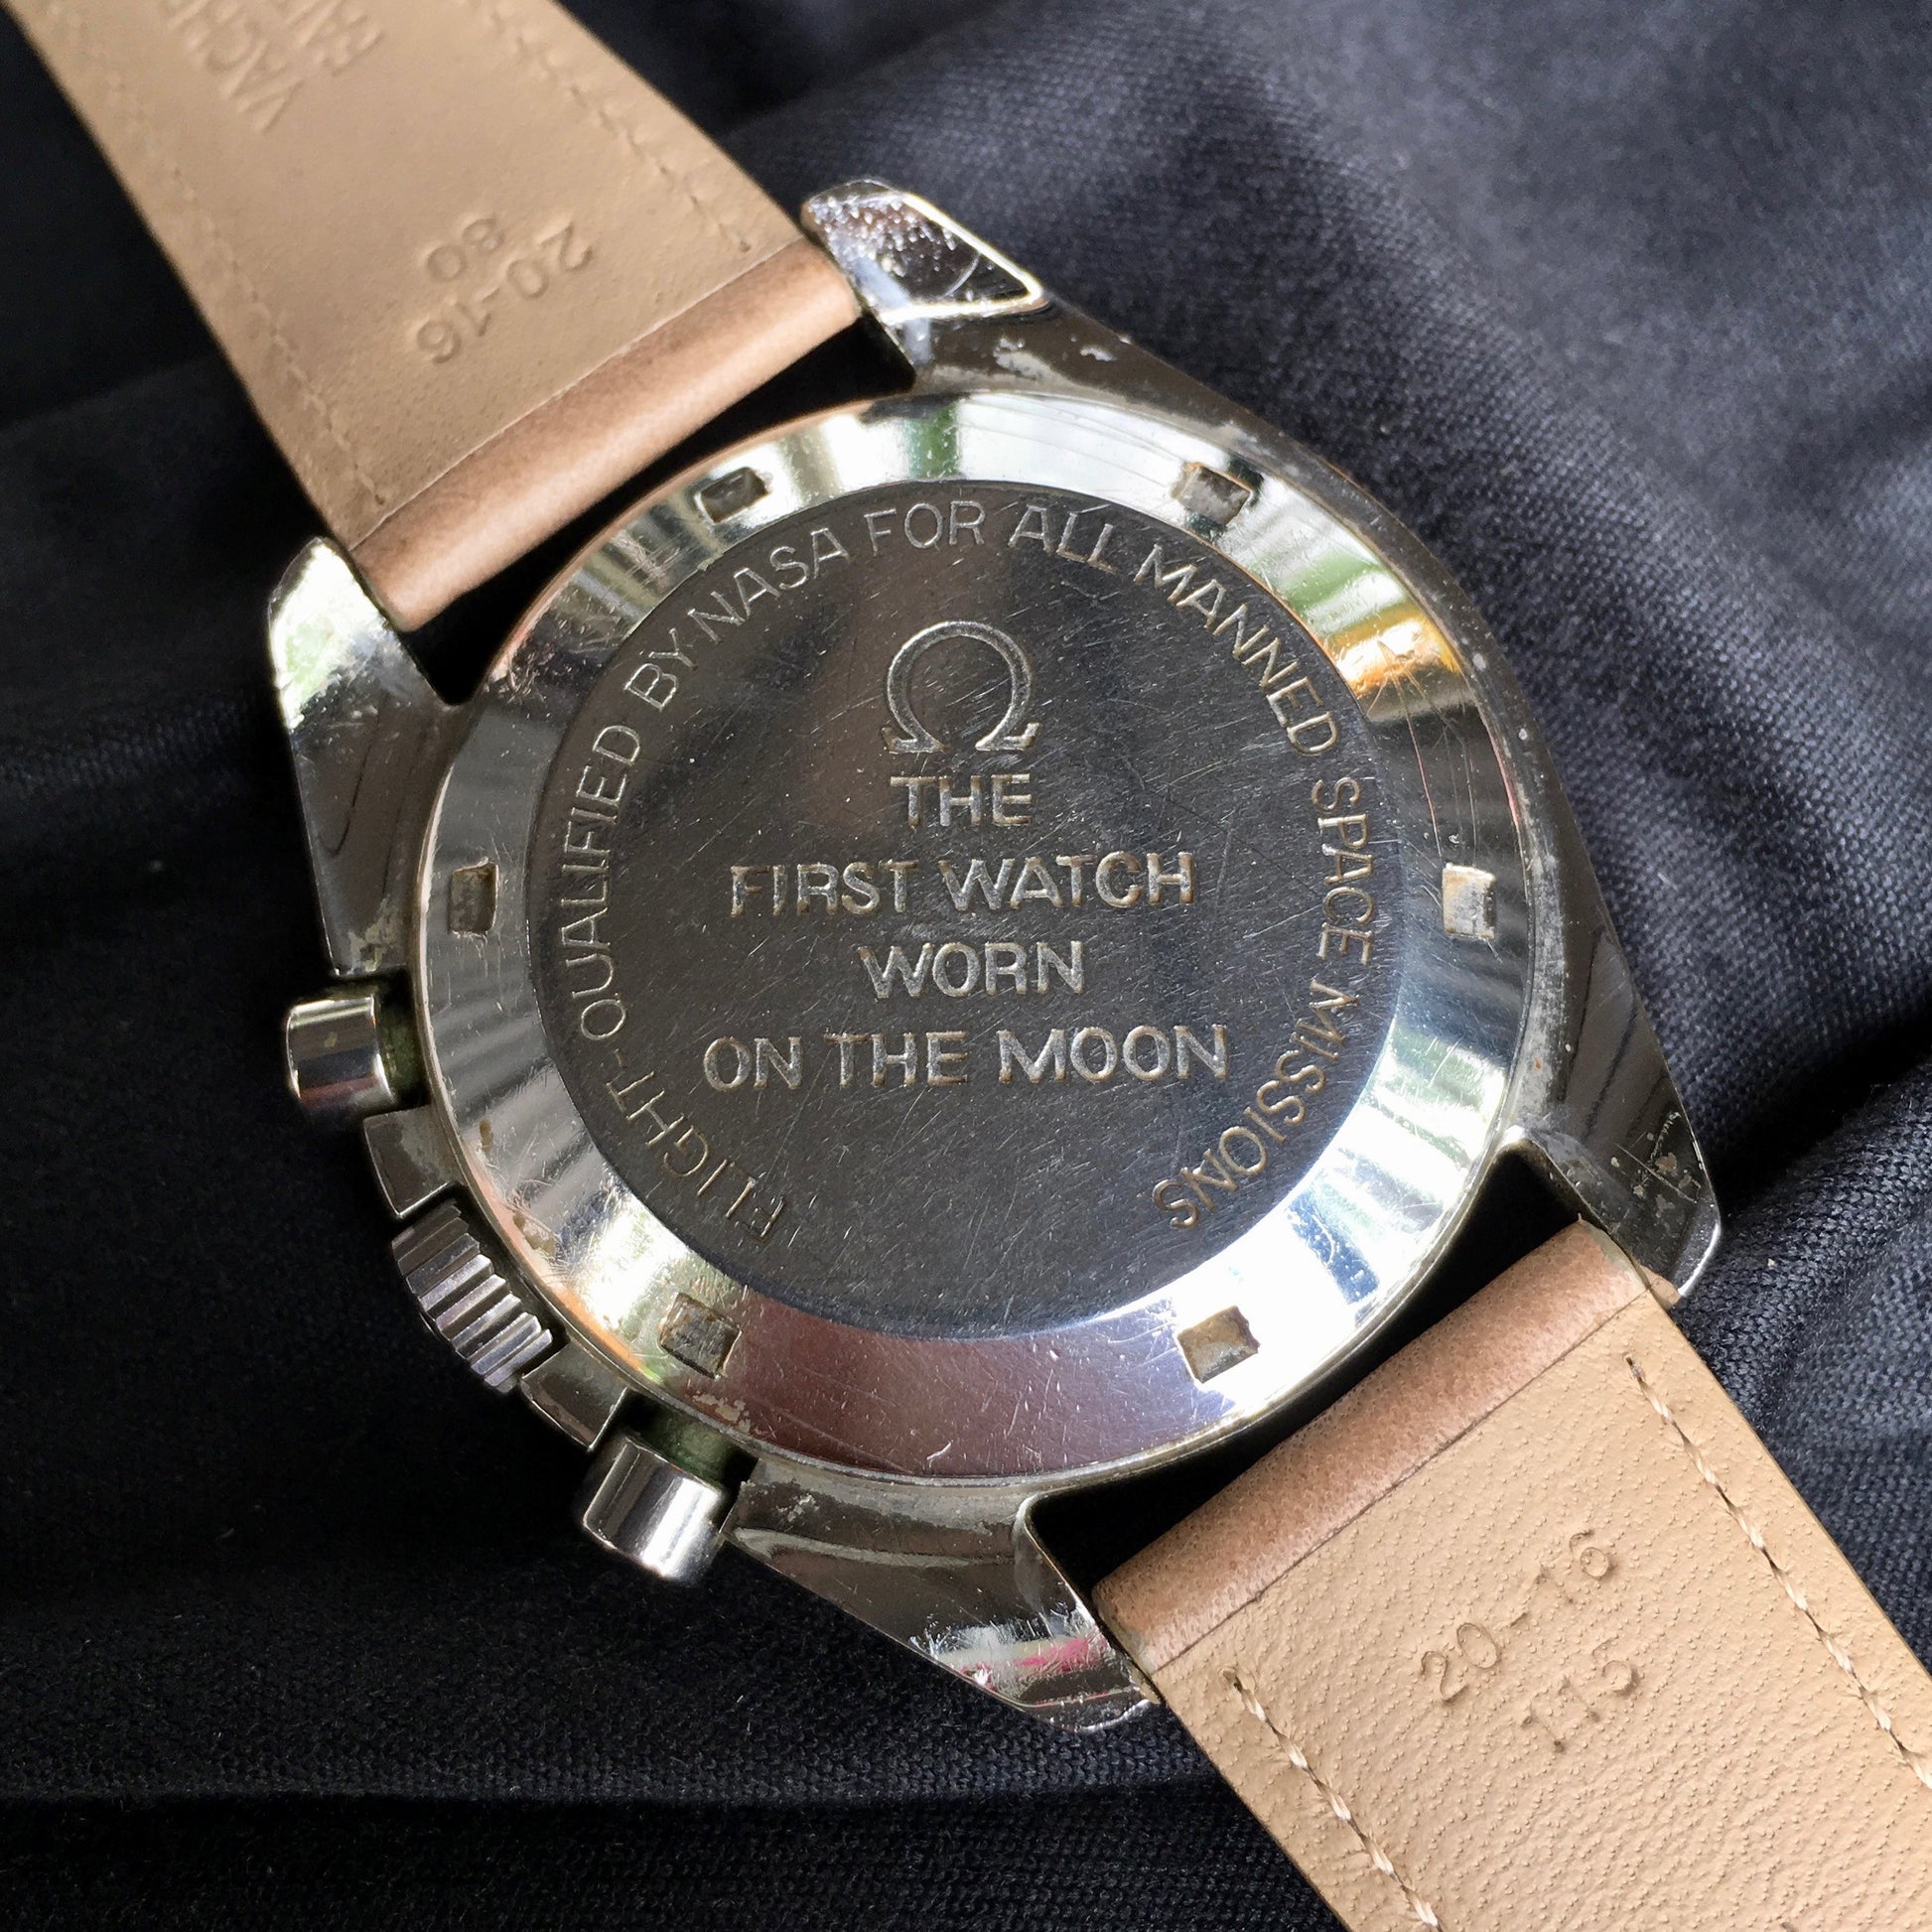 FLIGHT-QUALIFIED BY NASA FOR ALL MANNED SPACE MISSIONS
Ω
THE
FIRST WATCH
WORN
ON THE MOON
20-16
80
20-16
115